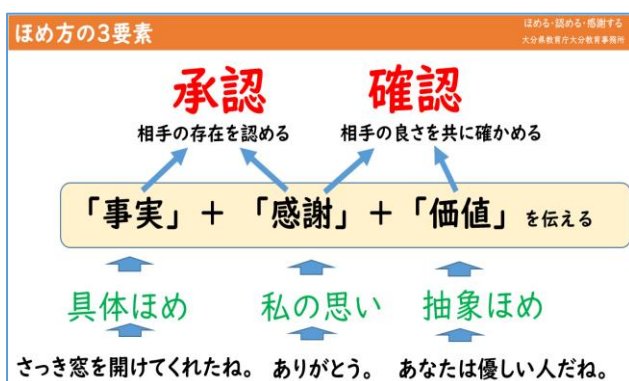 ほめ方の3要素
ほめる・認める・感謝する
大分県教育庁大分教育事務所
承認 確認
相手の存在を認める 相手の良さを共に確かめる
「事実」＋「感謝」＋「価値」を伝える
具体ほめ 私の思い 抽象ほめ
さっき窓を開けてくれたね。 ありがとう。 あなたは優しい人だね。